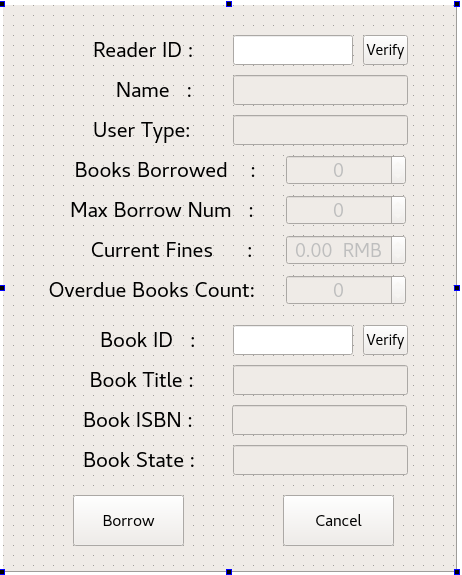 Reader ID : Verify
Name :
User Type:
Books Borrowed : 0
Max Borrow Num : 0
Current Fines : 0.00 RMB
Overdue Books Count: 0
Book ID : Verify
Book Title :
Book ISBN :
Book State :
Borrow Cancel